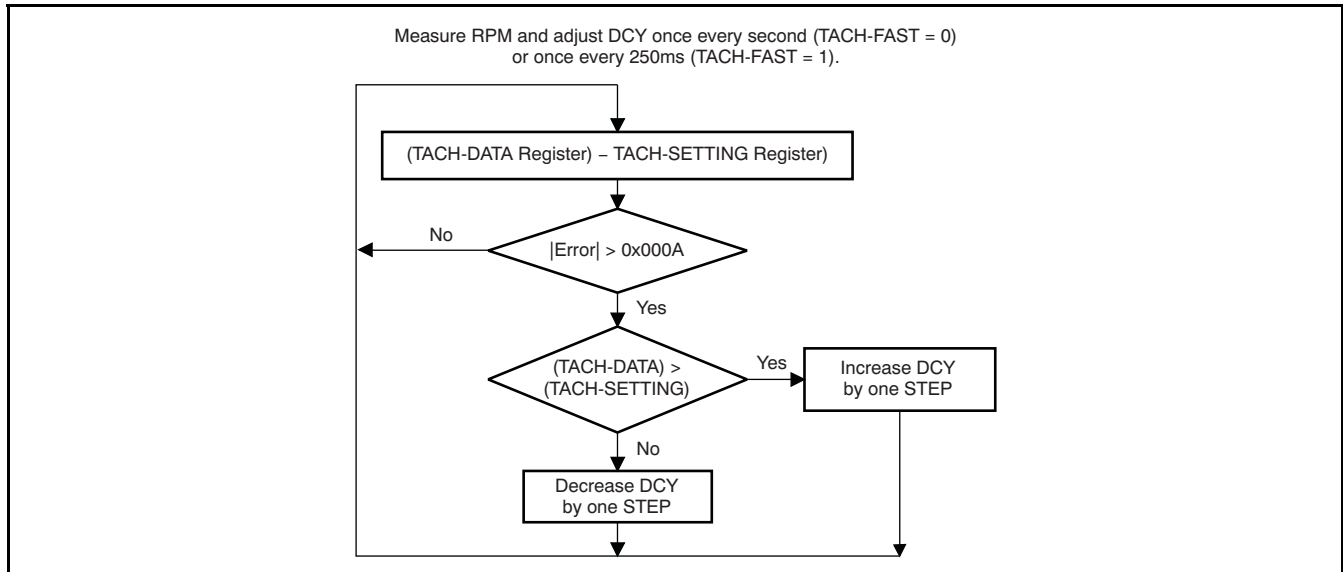 Measure RPM and adjust DCY once every second (TACH-FAST = 0)
or once every 250ms (TACH-FAST = 1).
(TACH-DATA Register) – TACH-SETTING Register)
No
|Error| > 0x000A
Yes
(TACH-DATA) >
(TACH-SETTING)
Yes
Increase DCY
by one STEP
No
Decrease DCY
by one STEP